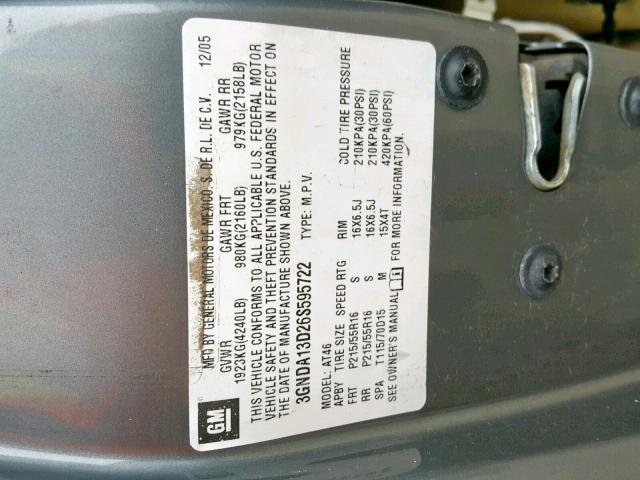 GM
MFD BY GENERAL MOTORS DE MEXICO, S. DE R.L. DE C.V. 12/05
GVWR GAWR FRT GAWR RR
1923KG(4240LB) 980KG(2160LB) 979KG(2158LB)
THIS VEHICLE CONFORMS TO ALL APPLICABLE U.S. FEDERAL MOTOR
VEHICLE SAFETY AND THEFT PREVENTION STANDARDS IN EFFECT ON
THE DATE OF MANUFACTURE SHOWN ABOVE.
3GNDA13D26S595722 TYPE: M.P.V.
MODEL: AT46
APBY TIRE SIZE SPEED RTG RIM COLD TIRE PRESSURE
FRT P215/55R16 S 16X6.5J 210KPA(30PSI)
RR P215/55R16 S 16X6.5J 210KPA(30PSI)
SPA T115/70D15 M 15X4T 420KPA(60PSI)
SEE OWNER'S MANUAL FOR MORE INFORMATION.